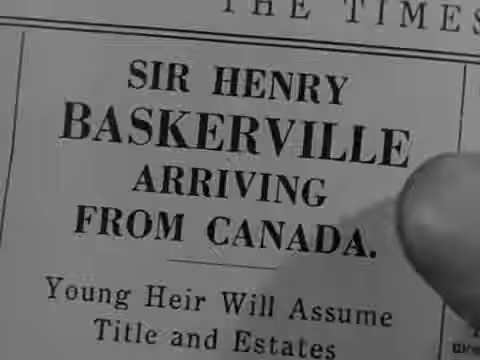 THE TIMES
SIR HENRY
BASKERVILLE
ARRIVING
FROM CANADA.
Young Heir Will Assume
Title and Estates